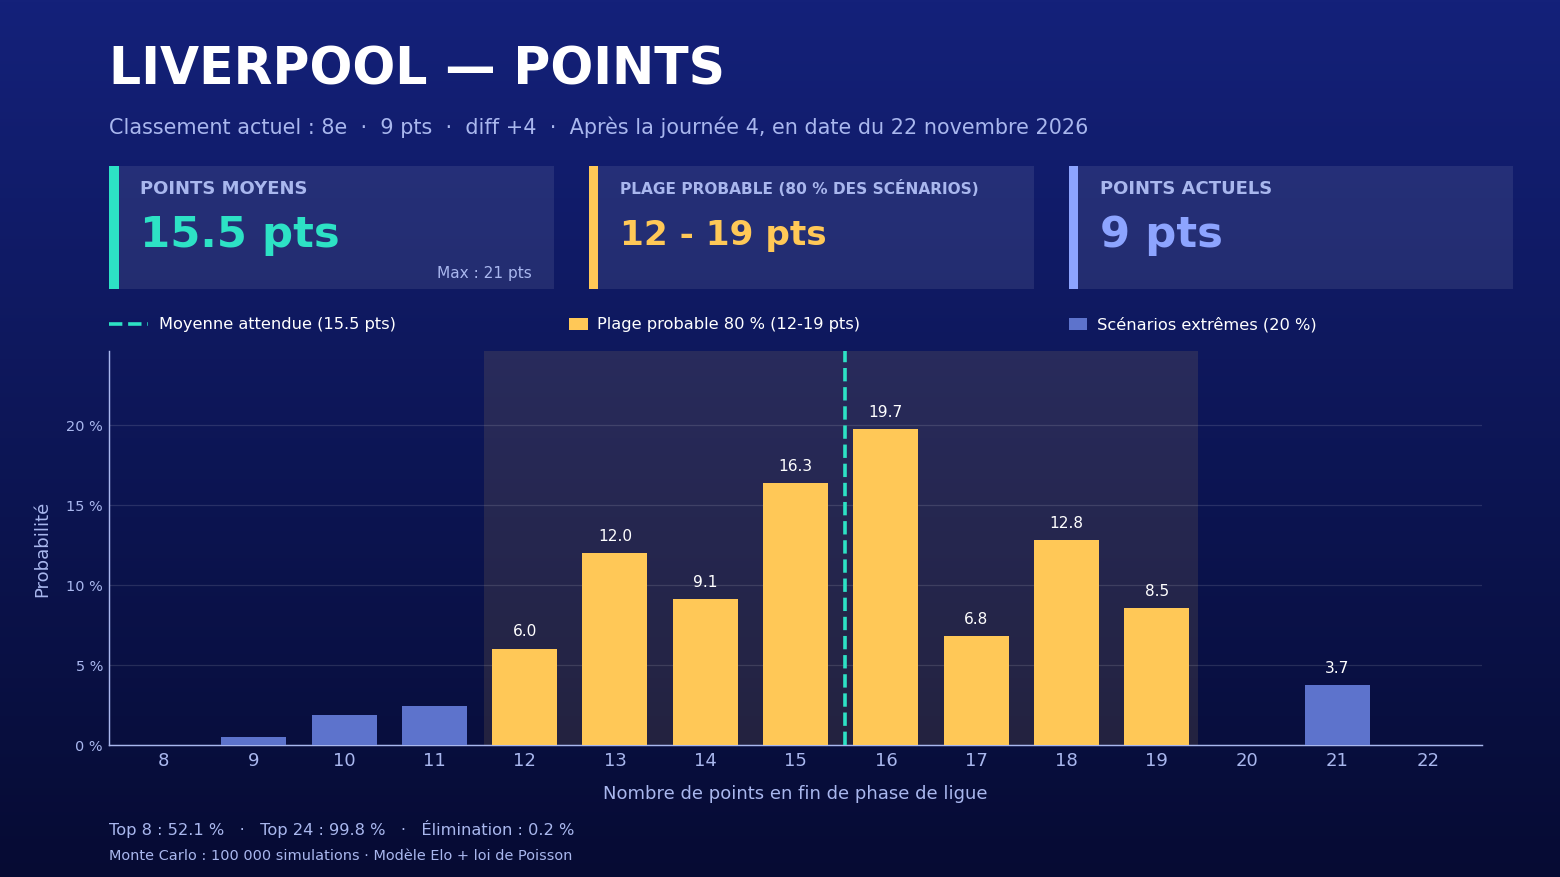 LIVERPOOL — POINTS
Classement actuel : 8e · 9 pts · diff +4 · Après la journée 4, en date du 22 novembre 2026
POINTS MOYENS
15.5 pts
Max : 21 pts
PLAGE PROBABLE (80 % DES SCÉNARIOS)
12 - 19 pts
POINTS ACTUELS
9 pts
Moyenne attendue (15.5 pts)
Plage probable 80 % (12-19 pts)
Scénarios extrêmes (20 %)
Probabilité
20 %
15 %
10 %
5 %
0 %
6.0
12.0
9.1
16.3
19.7
6.8
12.8
8.5
3.7
8 9 10 11 12 13 14 15 16 17 18 19 20 21 22
Nombre de points en fin de phase de ligue
Top 8 : 52.1 % · Top 24 : 99.8 % · Élimination : 0.2 %
Monte Carlo : 100 000 simulations · Modèle Elo + loi de Poisson